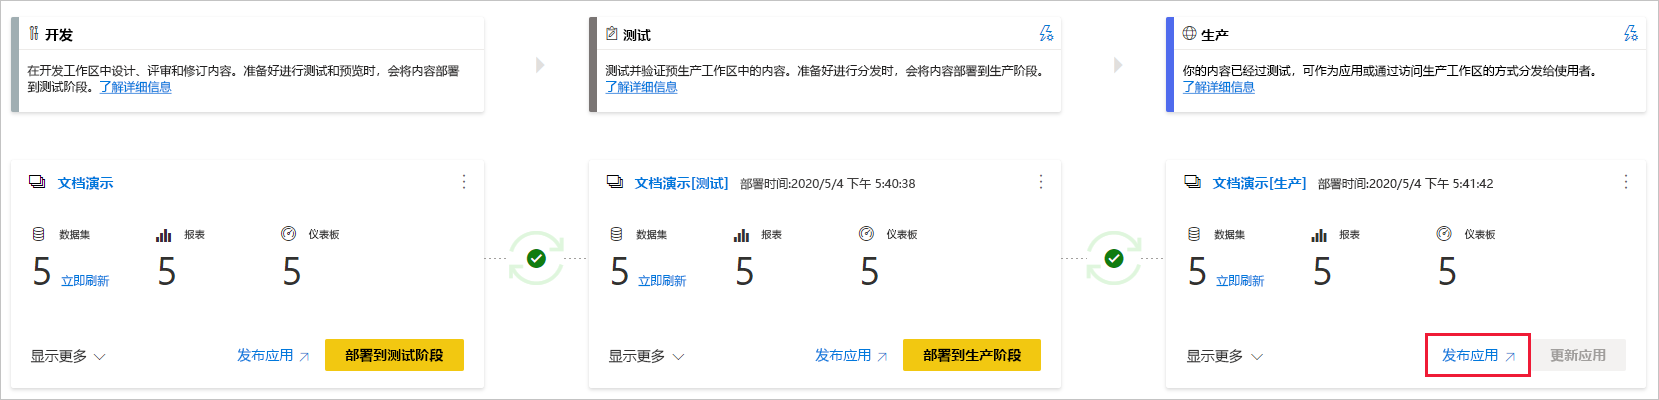 开发
在开发工作区中设计、评审和修订内容。准备好进行测试和预览时，会将内容部署
到测试阶段。了解详细信息
测试
测试并验证预生产工作区中的内容。准备好进行分发时，会将内容部署到生产阶段。
了解详细信息
生产
你的内容已经过测试，可作为应用或通过访问生产工作区的方式分发给使用者。
了解详细信息
文档演示
数据集 报表 仪表板
5 立即刷新 5 5
显示更多 发布应用 部署到测试阶段
文档演示[测试] 部署时间:2020/5/4 下午 5:40:38
数据集 报表 仪表板
5 立即刷新 5 5
显示更多 发布应用 部署到生产阶段
文档演示[生产] 部署时间:2020/5/4 下午 5:41:42
数据集 报表 仪表板
5 立即刷新 5 5
显示更多 发布应用 更新应用